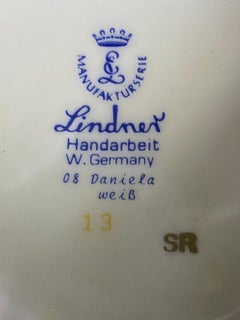 MANUFAKTURSERIE
Lindner
Handarbeit
W. Germany
08 Daniela
weiß
13
SR